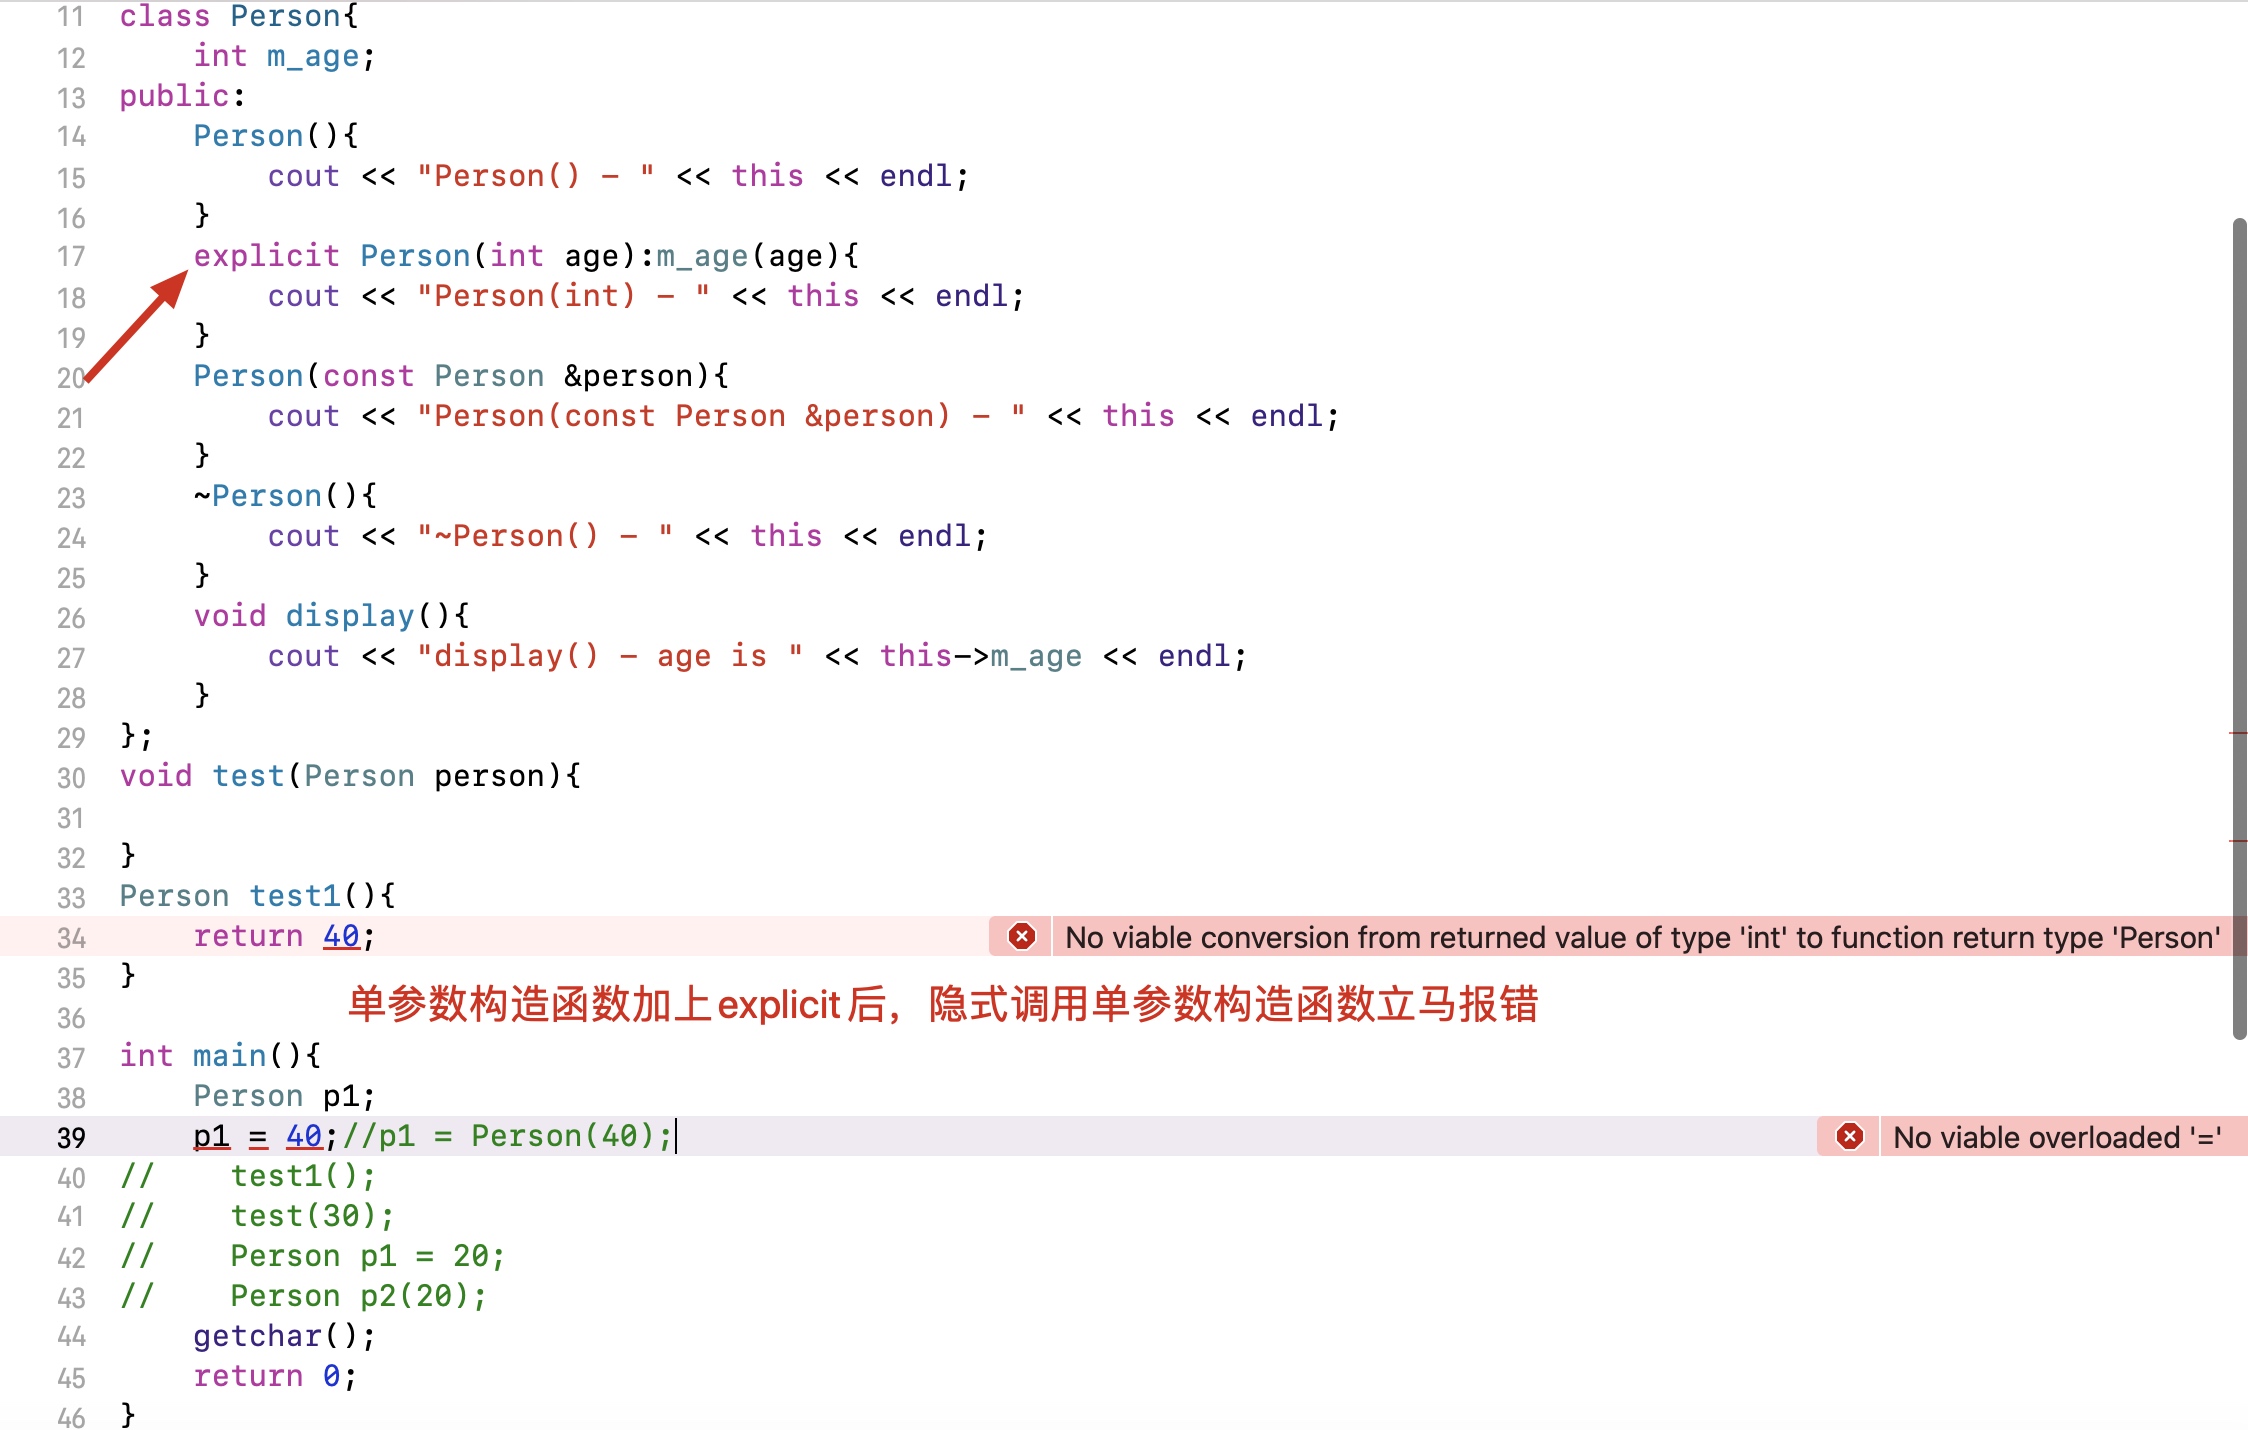 11 class Person{
12     int m_age;
13 public:
14     Person(){
15         cout << "Person() - " << this << endl;
16     }
17     explicit Person(int age):m_age(age){
18         cout << "Person(int) - " << this << endl;
19     }
20     Person(const Person &person){
21         cout << "Person(const Person &person) - " << this << endl;
22     }
23     ~Person(){
24         cout << "~Person() - " << this << endl;
25     }
26     void display(){
27         cout << "display() - age is " << this->m_age << endl;
28     }
29 };
30 void test(Person person){
31
32 }
33 Person test1(){
34     return 40; No viable conversion from returned value of type 'int' to function return type 'Person'
35 }
单参数构造函数加上explicit后，隐式调用单参数构造函数立马报错
36
37 int main(){
38     Person p1;
39     p1 = 40;//p1 = Person(40); No viable overloaded '='
40 //    test1();
41 //    test(30);
42 //    Person p1 = 20;
43 //    Person p2(20);
44     getchar();
45     return 0;
46 }